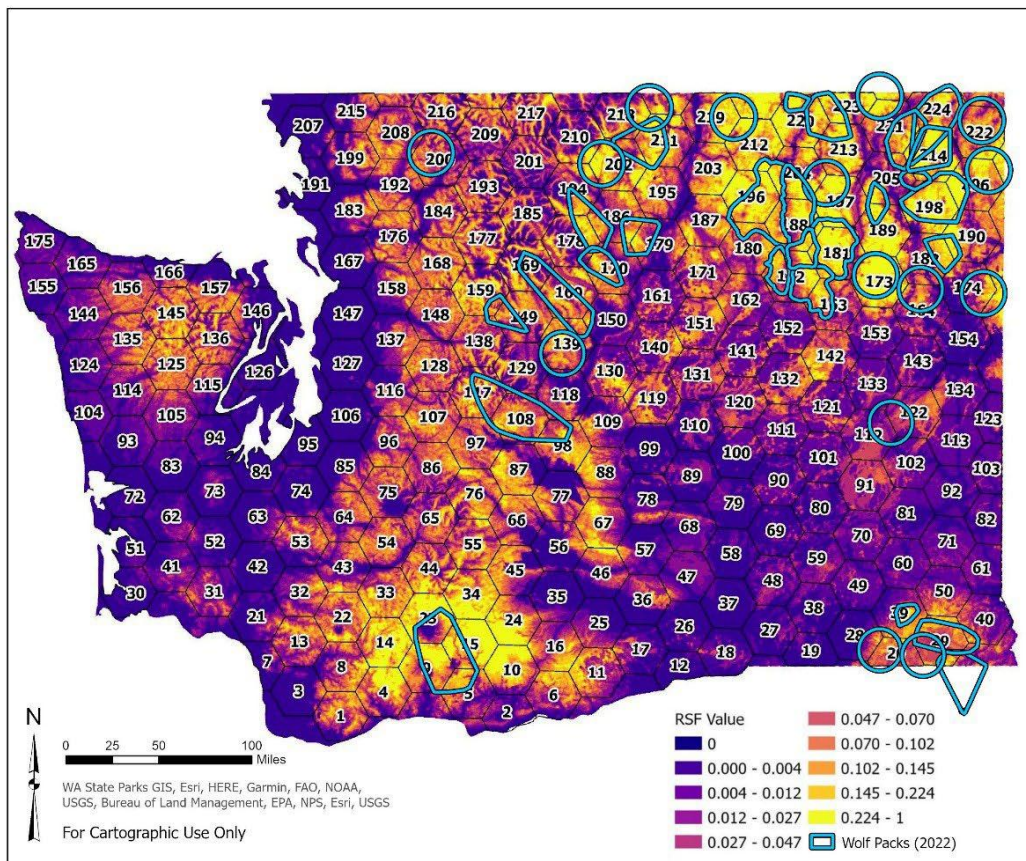 207 215 208 216 209 217 210 218 211 219 212 220 213 223 221 224 222
191 199 192 200 193 201 202 195 203 196 197 205 198 214
175 183 176 184 177 185 178 186 179 187 180 188 181 189 182 190
155 165 156 166 157 167 158 168 159 169 160 170 161 171 162 173 174
144 145 146 147 148 149 150 151 152 153 154
124 135 125 136 126 127 137 128 138 129 139 130 140 131 141 132 142 133 143 134
104 114 105 115 106 116 107 117 108 118 109 119 110 120 111 121 122 113 123
93 83 94 84 95 85 96 86 97 87 98 88 99 89 100 90 101 91 102 92 103
72 62 73 63 74 64 75 65 76 66 77 67 78 68 79 69 80 70 81 71 82
51 41 52 42 53 43 54 44 55 45 56 46 57 47 58 48 59 49 60 50 61
30 31 21 32 22 33 34 24 35 25 36 26 37 27 38 28 39 40
7 13 3 8 14 4 15 5 10 16 6 11 17 12 18 19
1 2
N
0 25 50 100
Miles
WA State Parks GIS, Esri, HERE, Garmin, FAO, NOAA,
USGS, Bureau of Land Management, EPA, NPS, Esri, USGS
For Cartographic Use Only
RSF Value
0
0.000 - 0.004
0.004 - 0.012
0.012 - 0.027
0.027 - 0.047
0.047 - 0.070
0.070 - 0.102
0.102 - 0.145
0.145 - 0.224
0.224 - 1
Wolf Packs (2022)